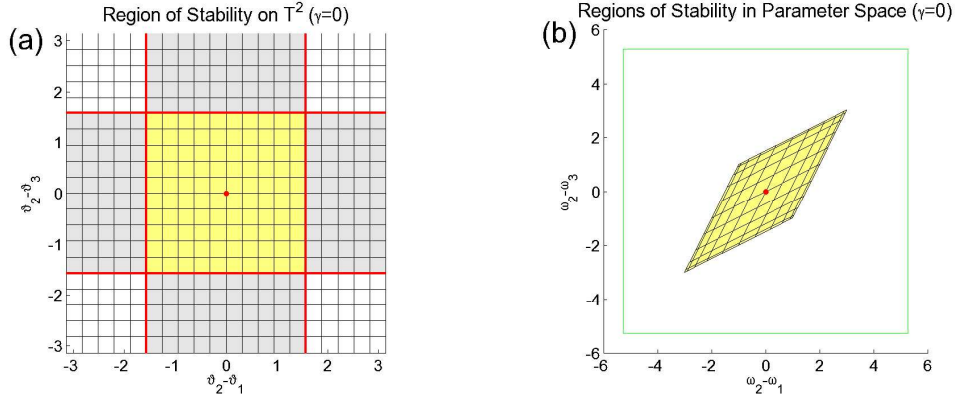 Region of Stability on T² (γ=0)
(a)
3
2
1
0
-1
-2
-3
ϑ₂-ϑ₃
-3 -2 -1 0 1 2 3
ϑ₂-ϑ₁
Regions of Stability in Parameter Space (γ=0)
(b)
6
4
2
0
-2
-4
-6
ω₂-ω₃
-6 -4 -2 0 2 4 6
ω₂-ω₁